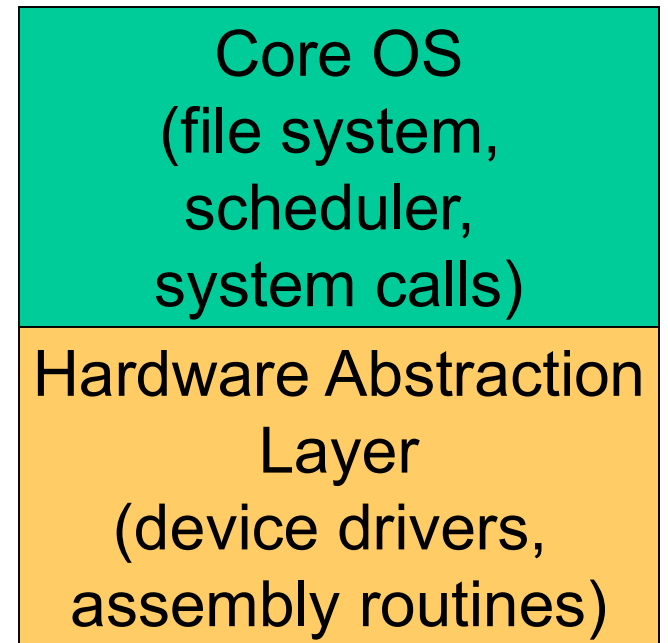 Core OS
(file system,
scheduler,
system calls)
Hardware Abstraction
Layer
(device drivers,
assembly routines)